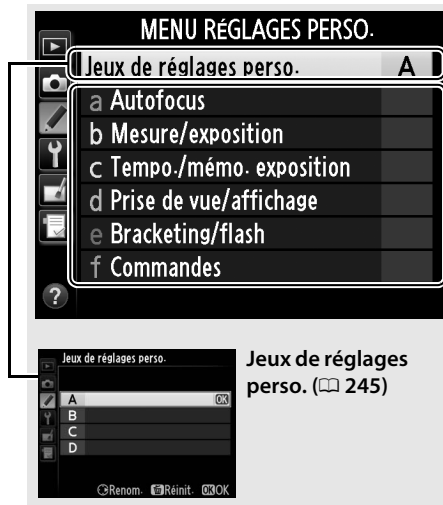 MENU RÉGLAGES PERSO.
Jeux de réglages perso. A
a Autofocus
b Mesure/exposition
c Tempo./mémo. exposition
d Prise de vue/affichage
e Bracketing/flash
f Commandes
?
Jeux de réglages perso.
A OK
B
C
D
Renom. Réinit. OK OK
Jeux de réglages
perso. (245)